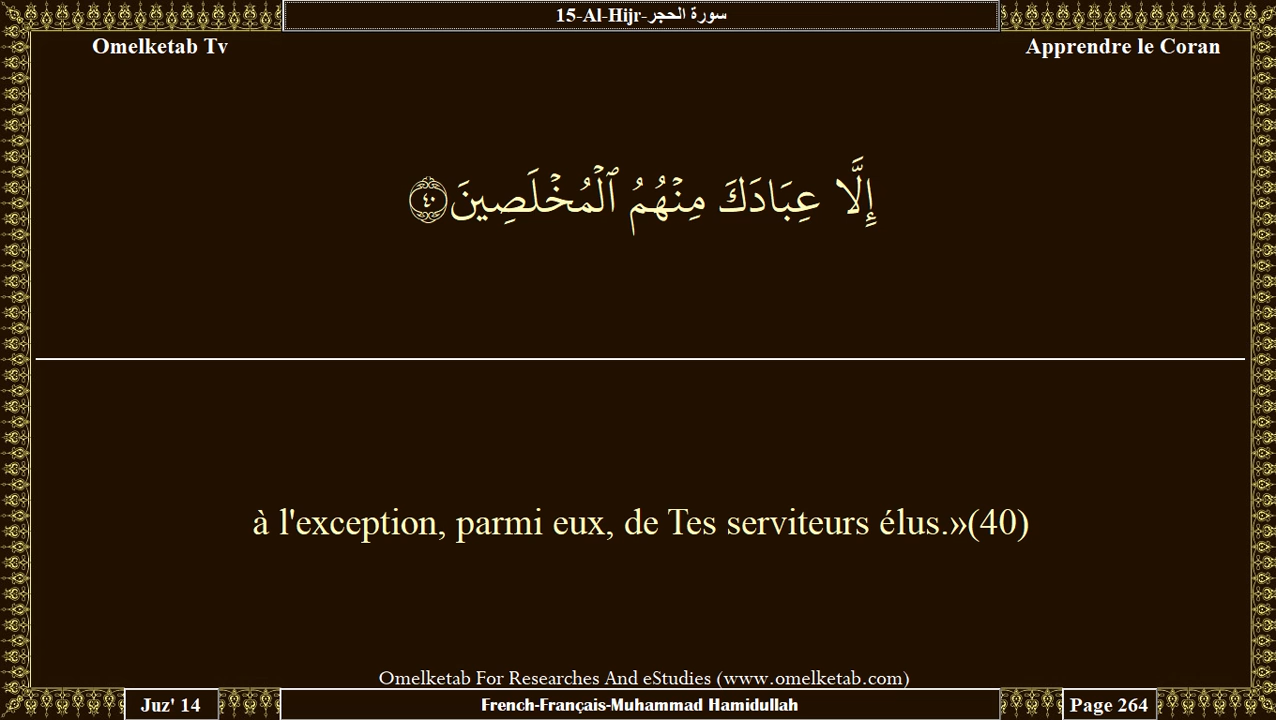 15-Al-Hijr-سورة الحجر
Omelketab Tv
Apprendre le Coran
إِلَّا عِبَادَكَ مِنْهُمُ ٱلْمُخْلَصِينَ ٤٠
à l'exception, parmi eux, de Tes serviteurs élus.»(40)
Omelketab For Researches And eStudies (www.omelketab.com)
Juz' 14
French-Français-Muhammad Hamidullah
Page 264